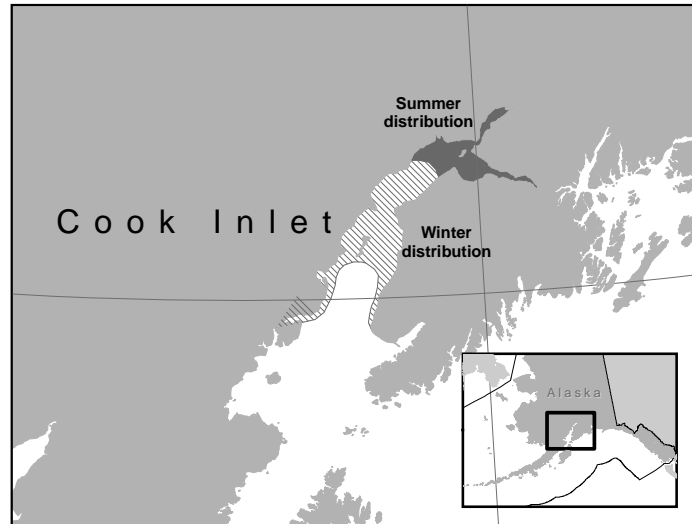 Summer
distribution
Cook Inlet
Winter
distribution
Alaska